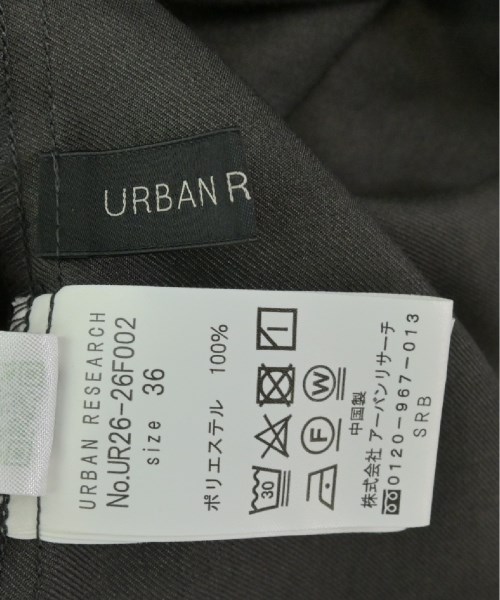 URBAN R
URBAN RESEARCH
No.UR26-26F002
size 36
ポリエステル 100%
30
F W
中国製
株式会社 アーバンリサーチ
0120-967-013
SRB